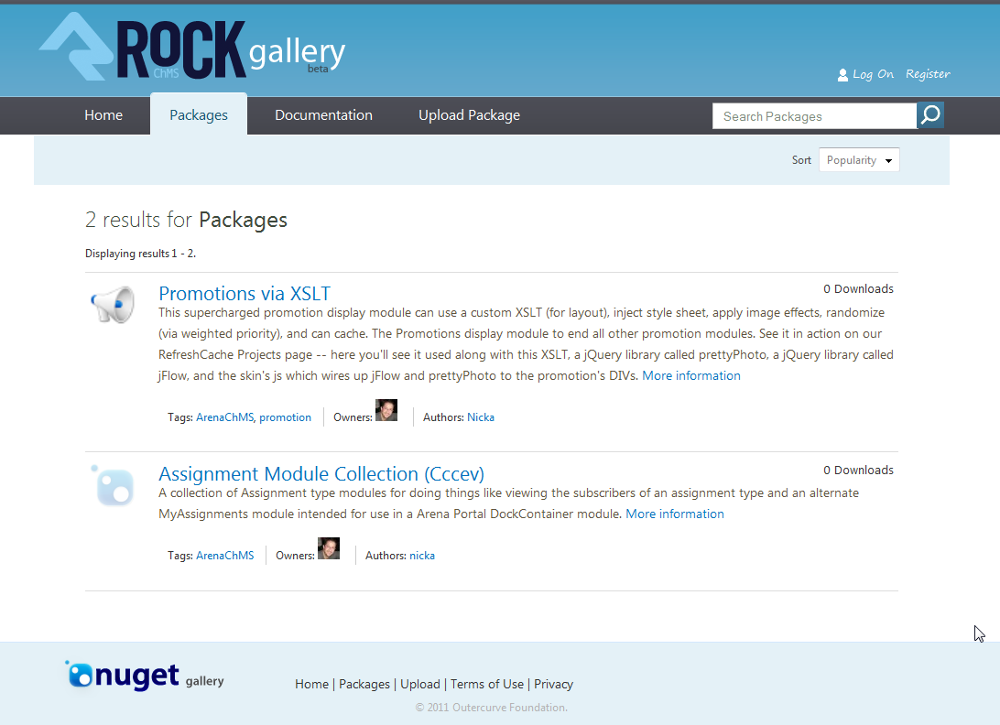 ROCK gallery
ChMS
beta
Log On Register
Home Packages Documentation Upload Package Search Packages
Sort Popularity
2 results for Packages
Displaying results 1 - 2.
Promotions via XSLT 0 Downloads
This supercharged promotion display module can use a custom XSLT (for layout), inject style sheet, apply image effects, randomize
(via weighted priority), and can cache. The Promotions display module to end all other promotion modules. See it in action on our
RefreshCache Projects page -- here you'll see it used along with this XSLT, a jQuery library called prettyPhoto, a jQuery library called
jFlow, and the skin's js which wires up jFlow and prettyPhoto to the promotion's DIVs. More information
Tags: ArenaChMS, promotion Owners: Authors: Nicka
Assignment Module Collection (Cccev) 0 Downloads
A collection of Assignment type modules for doing things like viewing the subscribers of an assignment type and an alternate
MyAssignments module intended for use in a Arena Portal DockContainer module. More information
Tags: ArenaChMS Owners: Authors: nicka
nuget gallery
Home | Packages | Upload | Terms of Use | Privacy
© 2011 Outercurve Foundation.